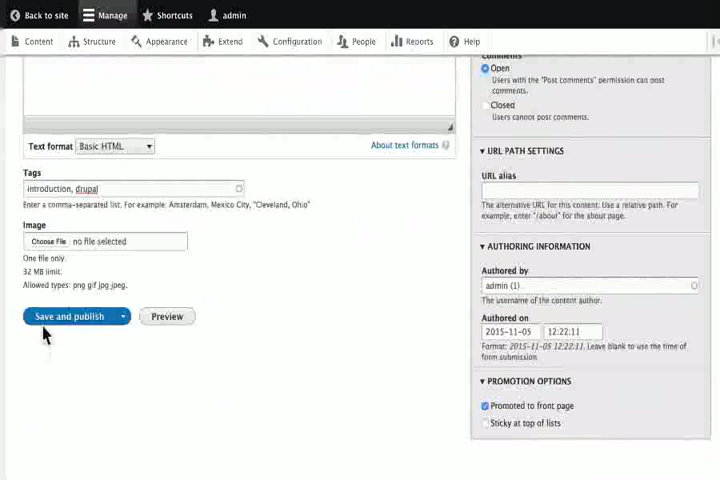 Back to site Manage Shortcuts admin
Content Structure Appearance Extend Configuration People Reports Help
Comments
Open
Users with the "Post comments" permission can post
comments.
Closed
Users cannot post comments.
Text format Basic HTML About text formats
URL PATH SETTINGS
URL alias
The alternative URL for this content. Use a relative path. For
example, enter "/about" for the about page.
Tags
introduction, drupal
Enter a comma-separated list. For example: Amsterdam, Mexico City, "Cleveland, Ohio"
Image
Choose File no file selected
One file only.
32 MB limit.
Allowed types: png gif jpg jpeg.
Save and publish Preview
AUTHORING INFORMATION
Authored by
admin (1)
The username of the content author.
Authored on
2015-11-05 12:22:11
Format: 2015-11-05 12:22:11. Leave blank to use the time of
form submission.
PROMOTION OPTIONS
Promoted to front page
Sticky at top of lists